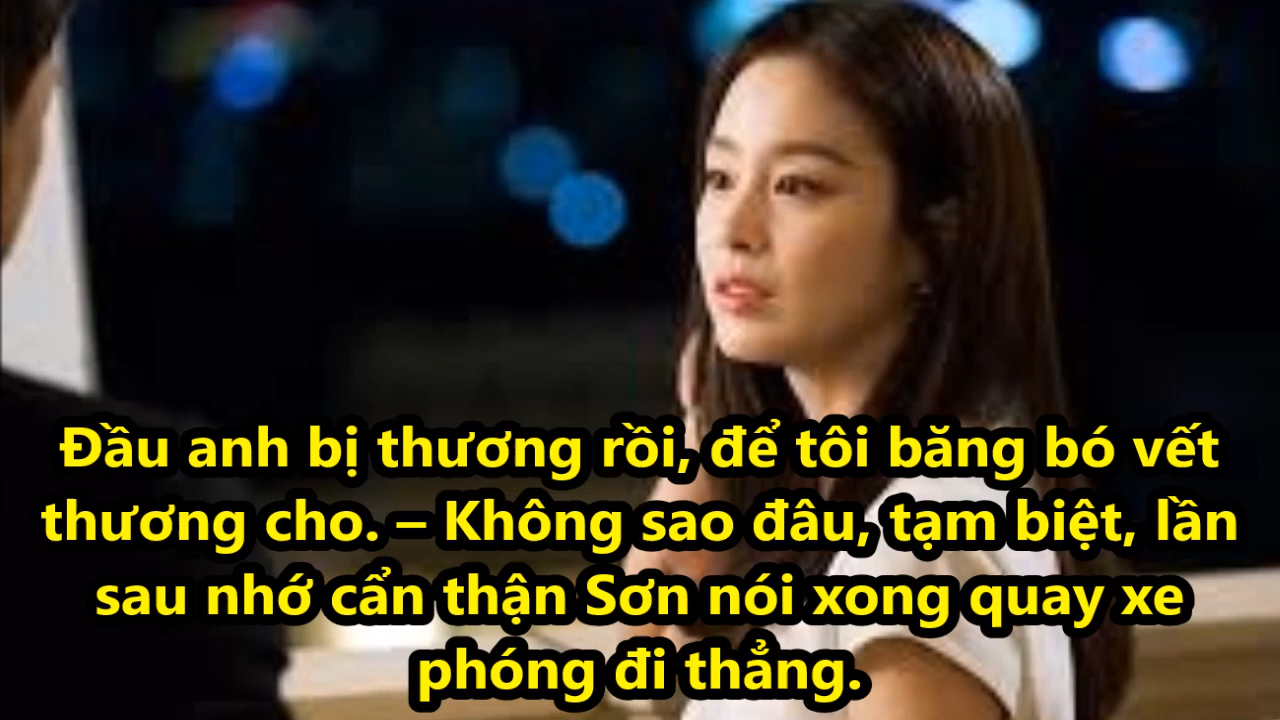 Đầu anh bị thương rồi, để tôi băng bó vết
thương cho. – Không sao đâu, tạm biệt, lần
sau nhớ cẩn thận Sơn nói xong quay xe
phóng đi thẳng.